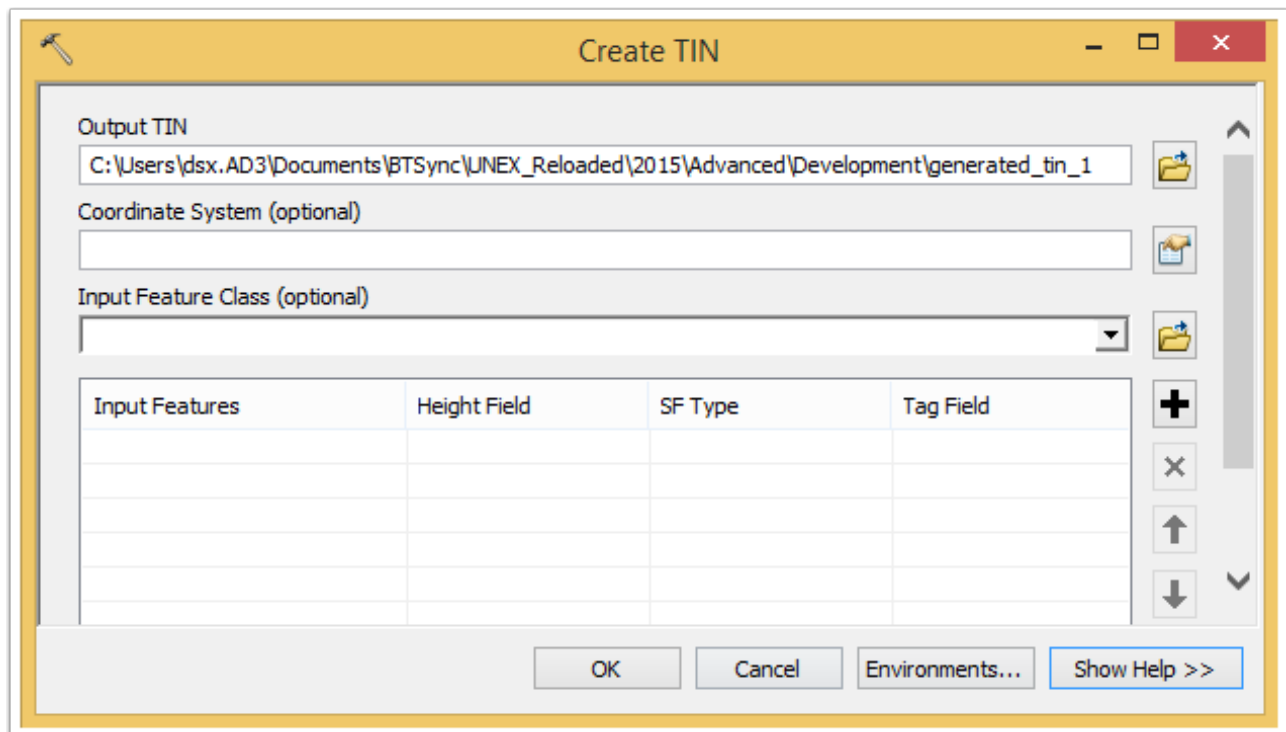 Create TIN
Output TIN
C:\Users\dsx.AD3\Documents\BTSync\UNEX_Reloaded\2015\Advanced\Development\generated_tin_1
Coordinate System (optional)
Input Feature Class (optional)
Input Features Height Field SF Type Tag Field
OK Cancel Environments... Show Help >>